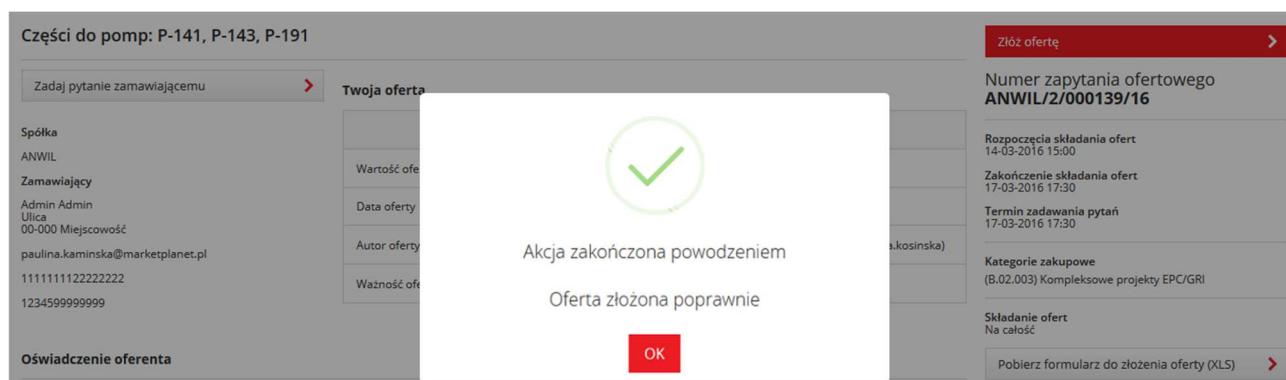 Części do pomp: P-141, P-143, P-191
Zadaj pytanie zamawiającemu
Spółka
ANWIL
Zamawiający
Admin Admin
Ulica
00-000 Miejscowość
paulina.kaminska@marketplanet.pl
1111111122222222
1234599999999
Oświadczenie oferenta
Twoja oferta
Wartość ofe
Data oferty
Autor oferty
a.kosinska)
Ważność ofe
Akcja zakończona powodzeniem
Oferta złożona poprawnie
OK
Złóż ofertę
Numer zapytania ofertowego
ANWIL/2/000139/16
Rozpoczęcia składania ofert
14-03-2016 15:00
Zakończenie składania ofert
17-03-2016 17:30
Termin zadawania pytań
17-03-2016 17:30
Kategorie zakupowe
(B.02.003) Kompleksowe projekty EPC/GRI
Składanie ofert
Na całość
Pobierz formularz do złożenia oferty (XLS)